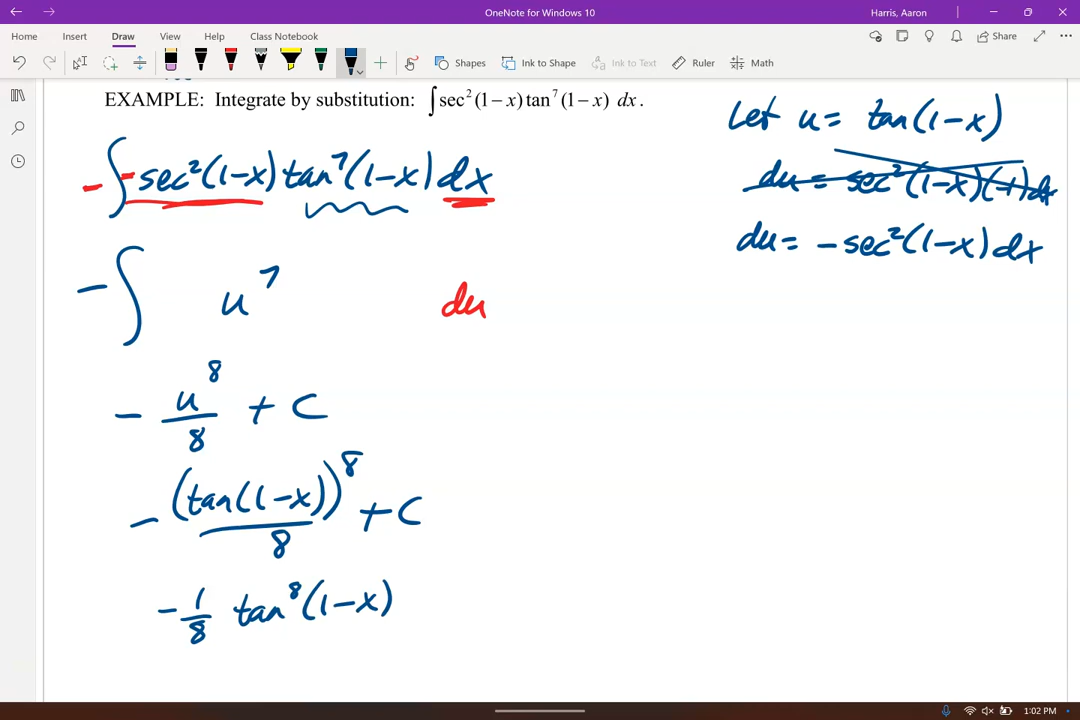 OneNote for Windows 10
Harris, Aaron
Home Insert Draw View Help Class Notebook
Share
Shapes Ink to Shape Ink to Text Ruler Math
EXAMPLE: Integrate by substitution: ∫sec²(1−x)tan⁷(1−x) dx.
Let u = tan(1−x)
-∫-sec²(1-x)tan⁷(1-x)dx
du = sec²(1-x)(-1)dx
du = -sec²(1-x)dx
-∫ u⁷ du
- u⁸/8 + C
- (tan(1-x))⁸/8 + C
-1/8 tan⁸(1-x)
1:02 PM